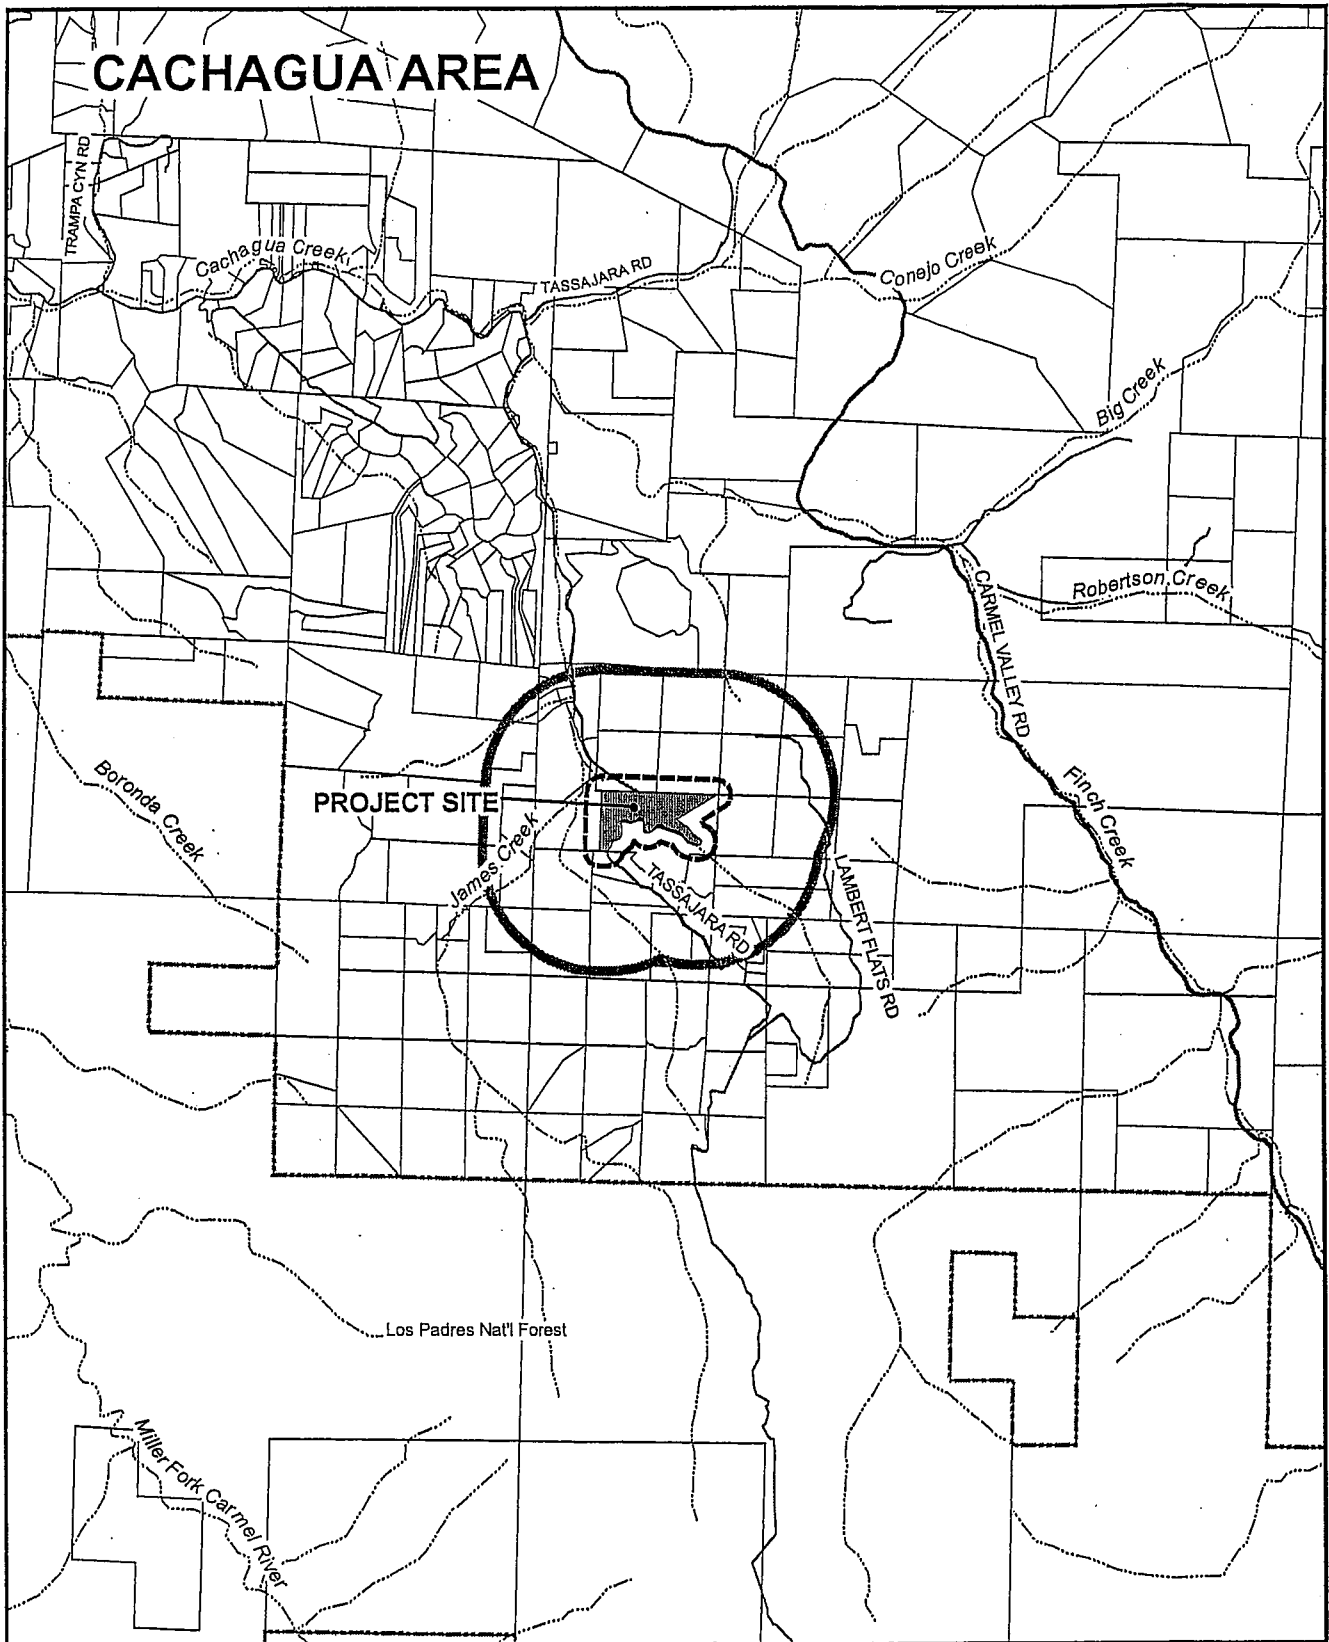 CACHAGUA AREA
TRAMPA CYN RD
Cachagua Creek
TASSAJARA RD
Conejo Creek
Big Creek
Robertson Creek
CARMEL VALLEY RD
Finch Creek
Boronda Creek
PROJECT SITE
James Creek
TASSAJARA RD
LAMBERT FLATS RD
Los Padres Nat'l Forest
Miller Fork Carmel River